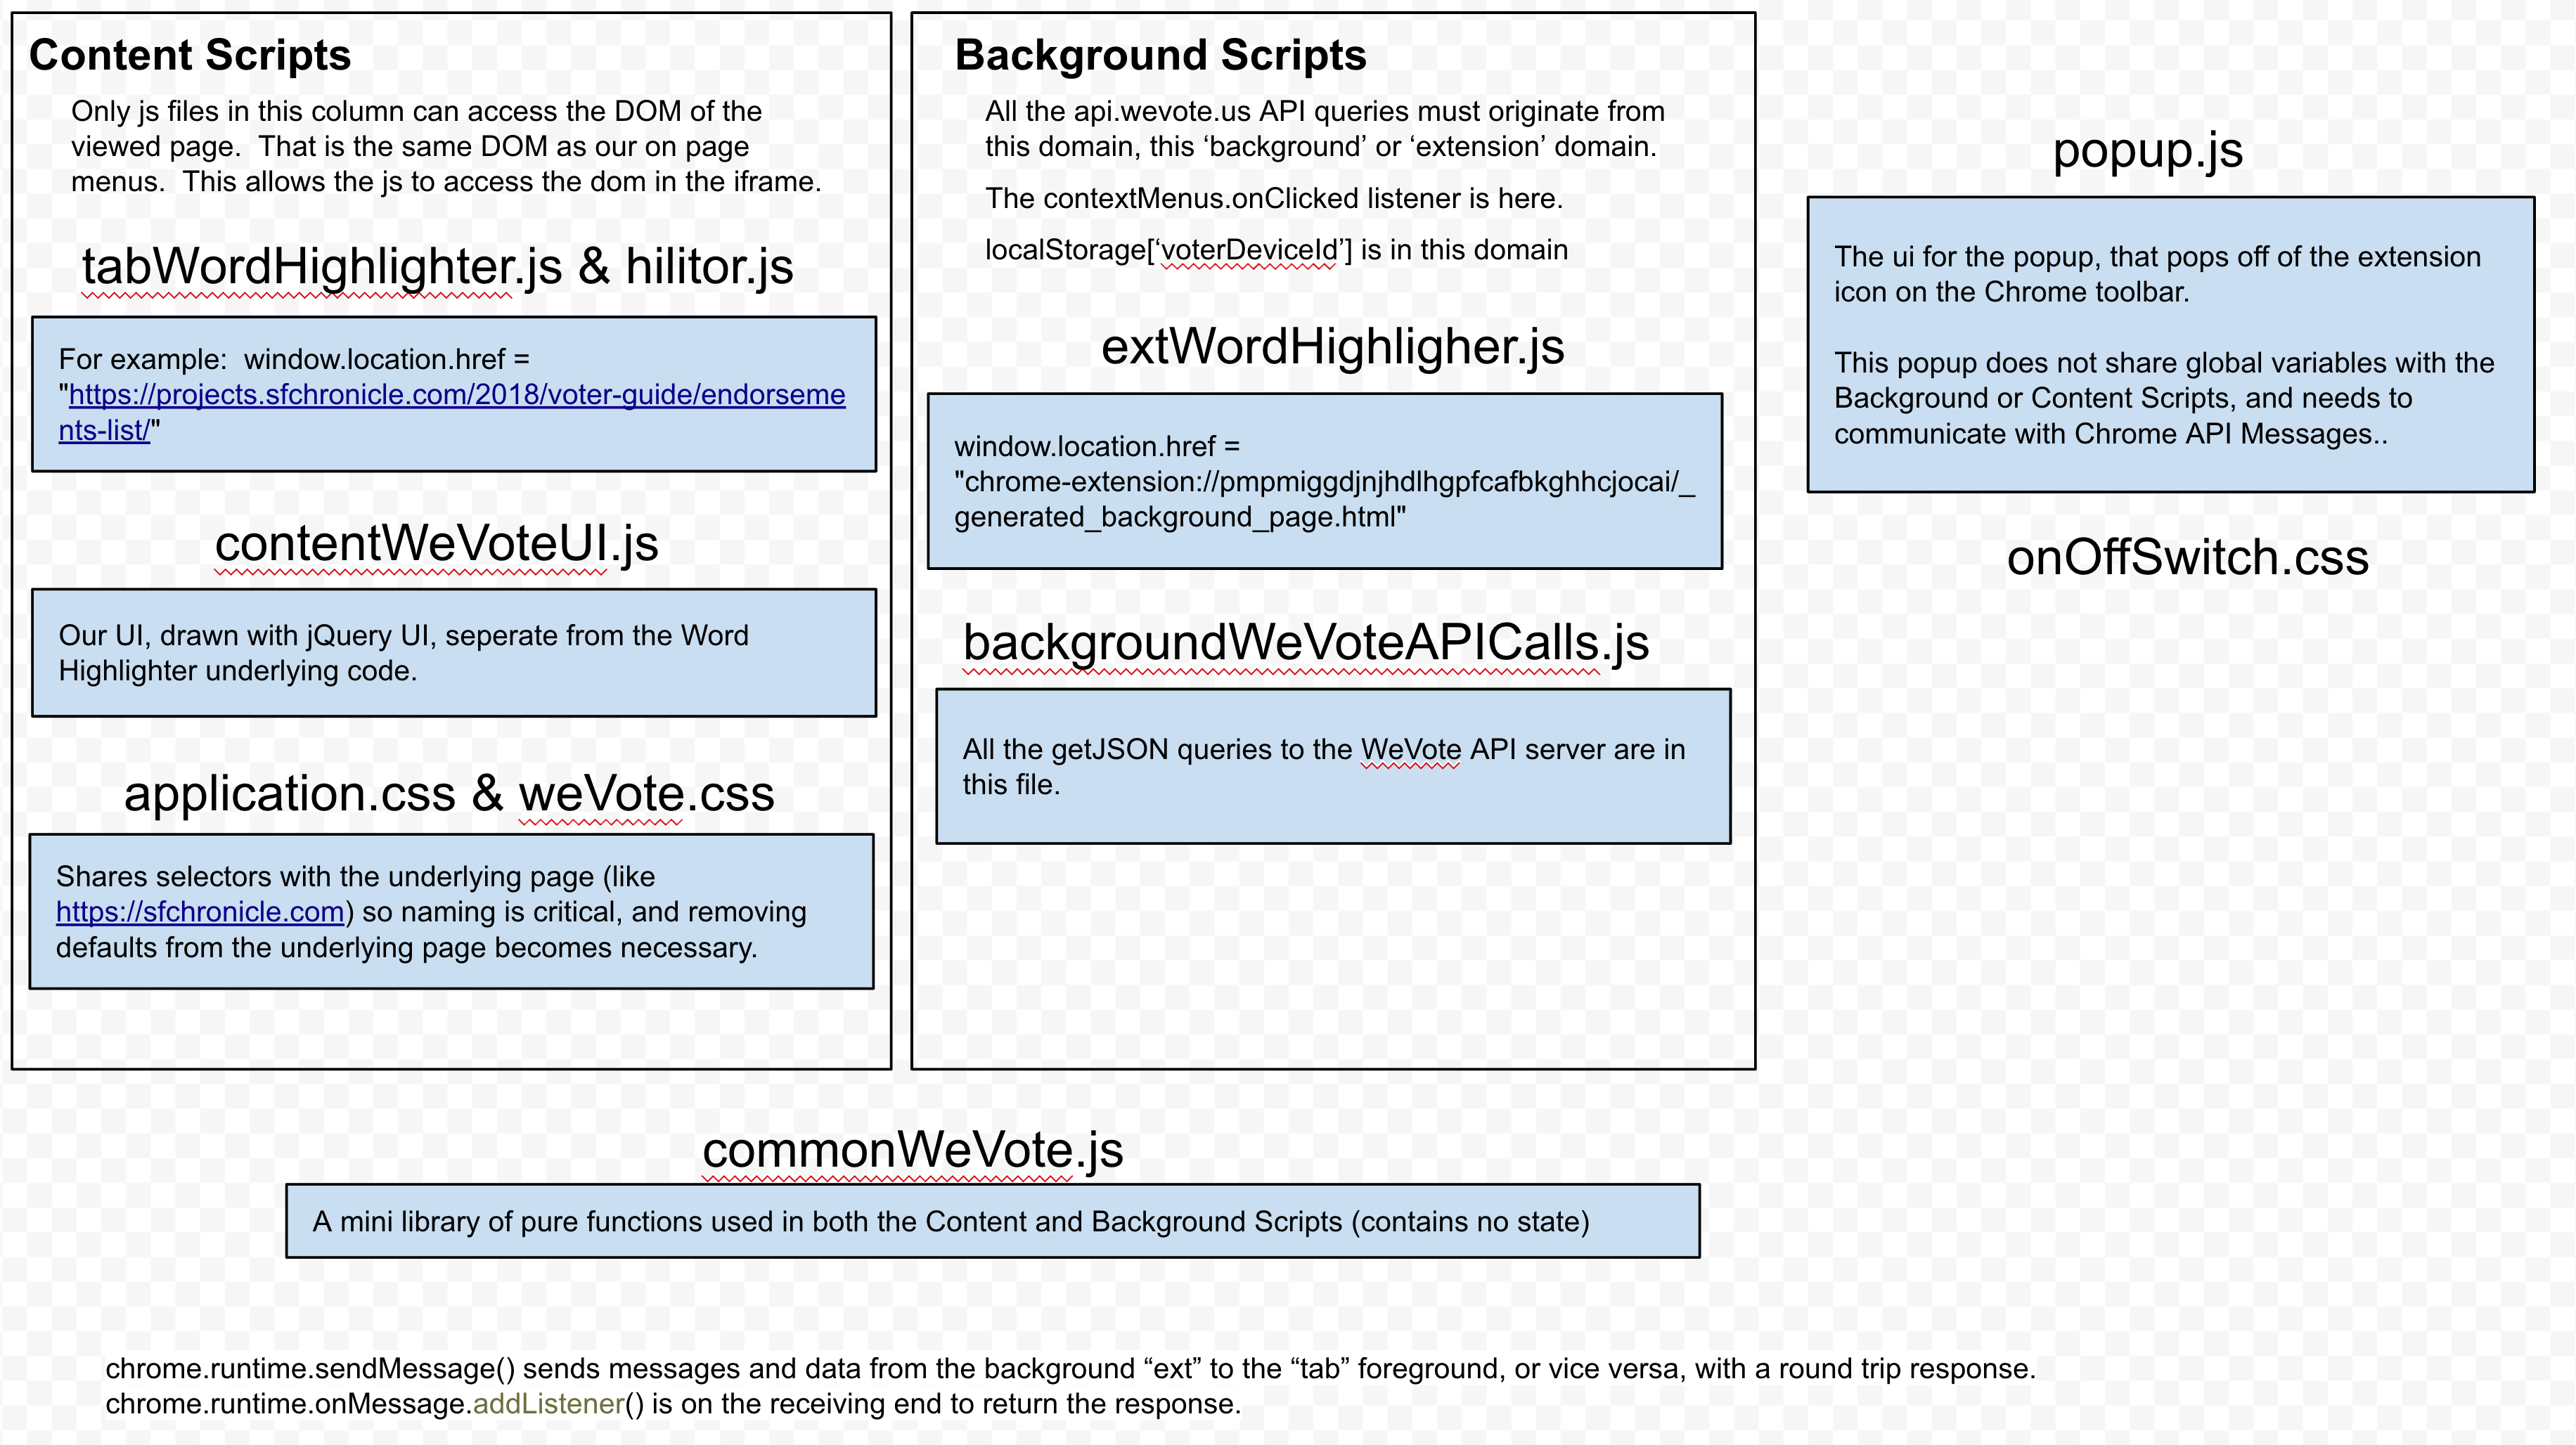 Content Scripts
Only js files in this column can access the DOM of the
viewed page.  That is the same DOM as our on page
menus.  This allows the js to access the dom in the iframe.
tabWordHighlighter.js & hilitor.js
For example:  window.location.href =
"https://projects.sfchronicle.com/2018/voter-guide/endorseme
nts-list/"
contentWeVoteUI.js
Our UI, drawn with jQuery UI, seperate from the Word
Highlighter underlying code.
application.css & weVote.css
Shares selectors with the underlying page (like
https://sfchronicle.com) so naming is critical, and removing
defaults from the underlying page becomes necessary.
Background Scripts
All the api.wevote.us API queries must originate from
this domain, this ‘background’ or ‘extension’ domain.
The contextMenus.onClicked listener is here.
localStorage[‘voterDeviceId’] is in this domain
extWordHighligher.js
window.location.href =
"chrome-extension://pmpmiggdjnjhdlhgpfcafbkghhcjocai/_
generated_background_page.html"
backgroundWeVoteAPICalls.js
All the getJSON queries to the WeVote API server are in
this file.
popup.js
The ui for the popup, that pops off of the extension
icon on the Chrome toolbar.
This popup does not share global variables with the
Background or Content Scripts, and needs to
communicate with Chrome API Messages..
onOffSwitch.css
commonWeVote.js
A mini library of pure functions used in both the Content and Background Scripts (contains no state)
chrome.runtime.sendMessage() sends messages and data from the background “ext” to the “tab” foreground, or vice versa, with a round trip response.
chrome.runtime.onMessage.addListener() is on the receiving end to return the response.